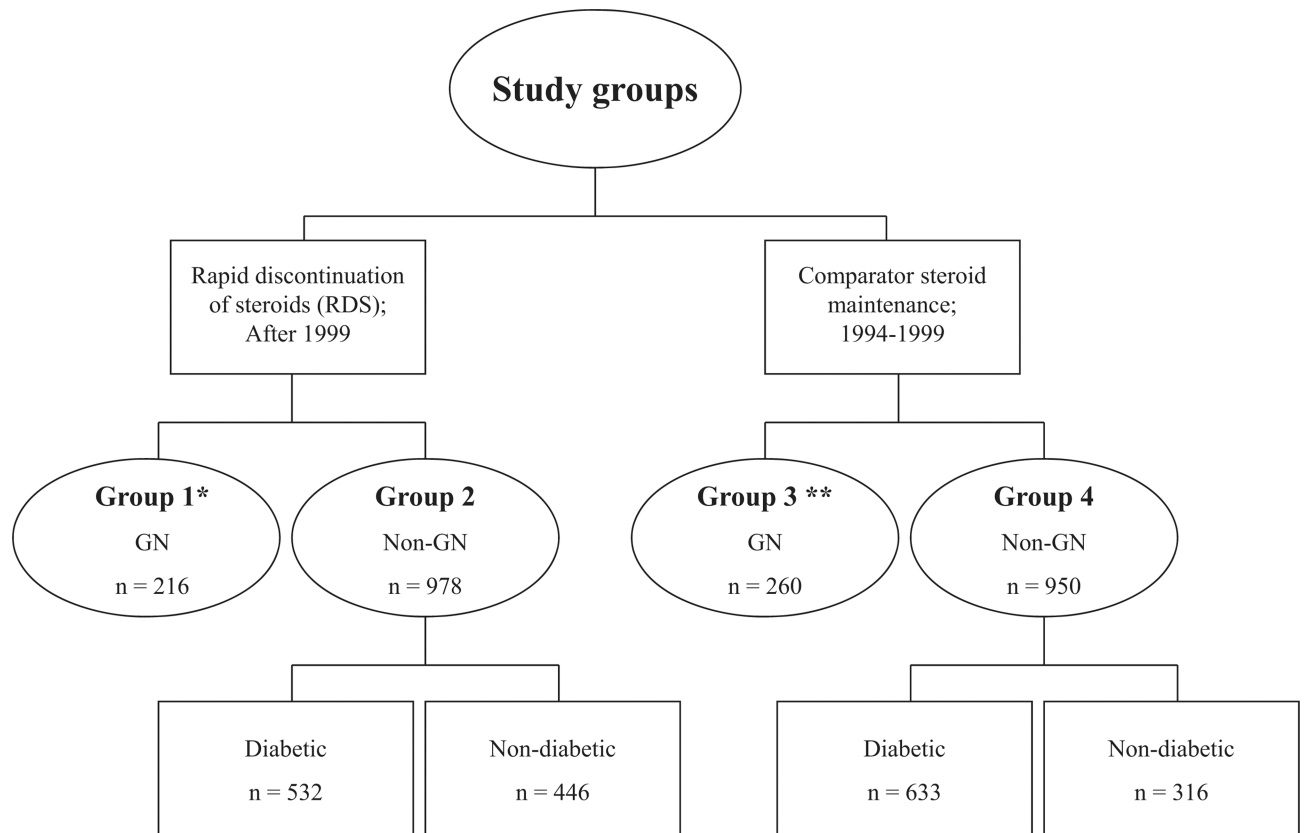 Study groups
Rapid discontinuation
of steroids (RDS);
After 1999
Comparator steroid
maintenance;
1994-1999
Group 1*
GN
n = 216
Group 2
Non-GN
n = 978
Group 3 **
GN
n = 260
Group 4
Non-GN
n = 950
Diabetic
n = 532
Non-diabetic
n = 446
Diabetic
n = 633
Non-diabetic
n = 316